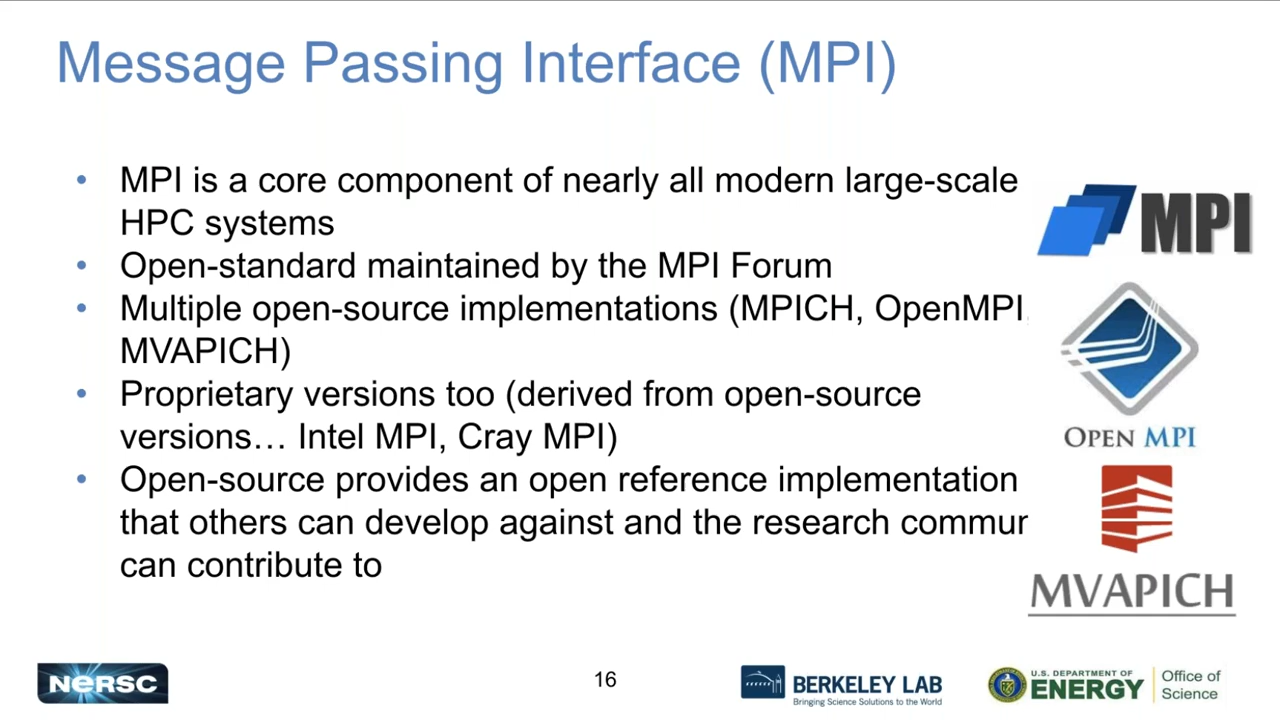 Message Passing Interface (MPI)
• MPI is a core component of nearly all modern large-scale
HPC systems
• Open-standard maintained by the MPI Forum
• Multiple open-source implementations (MPICH, OpenMPI,
MVAPICH)
• Proprietary versions too (derived from open-source
versions… Intel MPI, Cray MPI)
• Open-source provides an open reference implementation
that others can develop against and the research commun
can contribute to
MPI
OPEN MPI
MVAPICH
NERSC
16
BERKELEY LAB
Bringing Science Solutions to the World
U.S. DEPARTMENT OF
ENERGY
Office of
Science